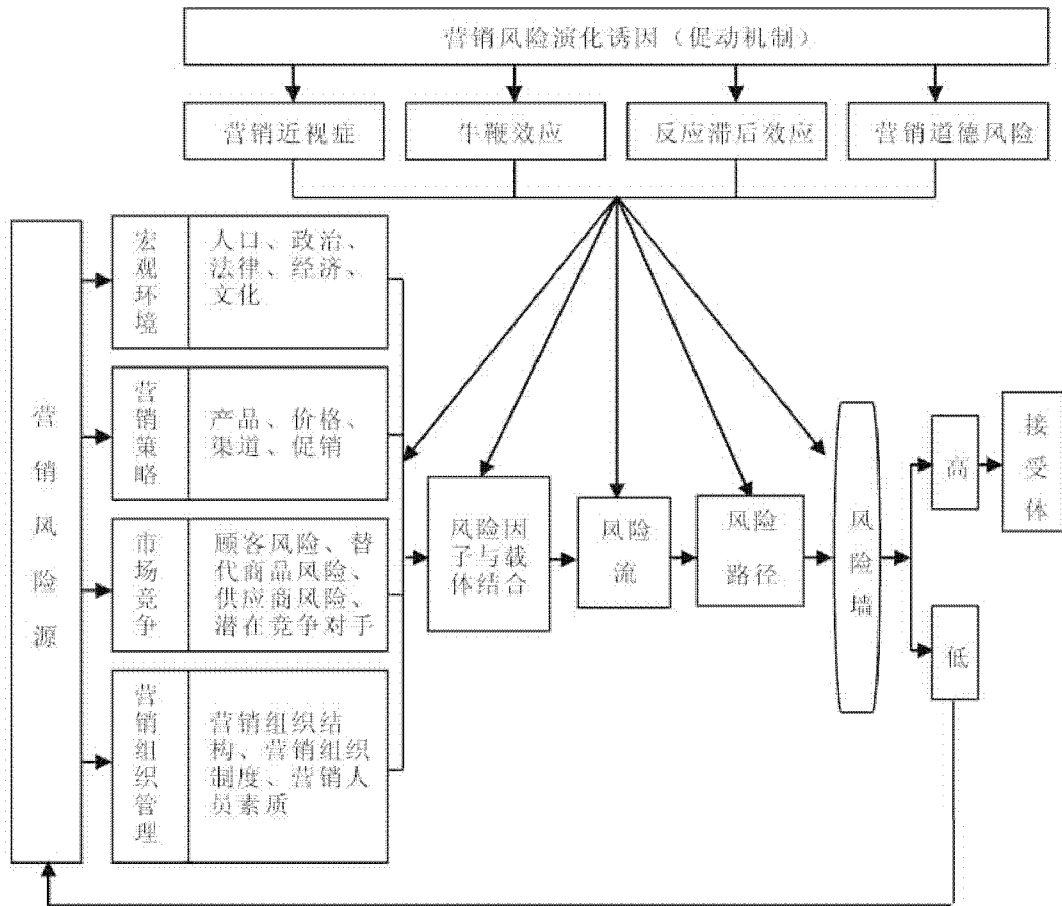 营销风险演化诱因（促动机制）
营销近视症
牛鞭效应
反应滞后效应
营销道德风险
营销风险源
宏观环境
人口、政治、
法律、经济、
文化
营销策略
产品、价格、
渠道、促销
市场竞争
顾客风险、替
代商品风险、
供应商风险、
潜在竞争对手
营销组织管理
营销组织结
构、营销组织
制度、营销人
员素质
风险因
子与载
体结合
风险
流
风险
路径
风险墙
高
低
接受体